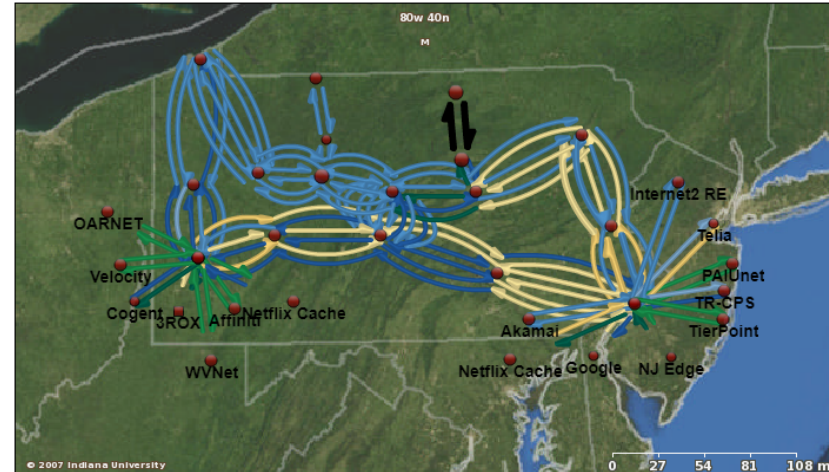 80w 40n
M
Internet2 RE
OARNET
Telia
Velocity
PAIUnet
Cogent
3ROX
Affiniti
Netflix Cache
TR-CPS
Akamai
TierPoint
WVNet
Netflix Cache
Google
NJ Edge
© 2007 Indiana University
0 27 54 81 108 m